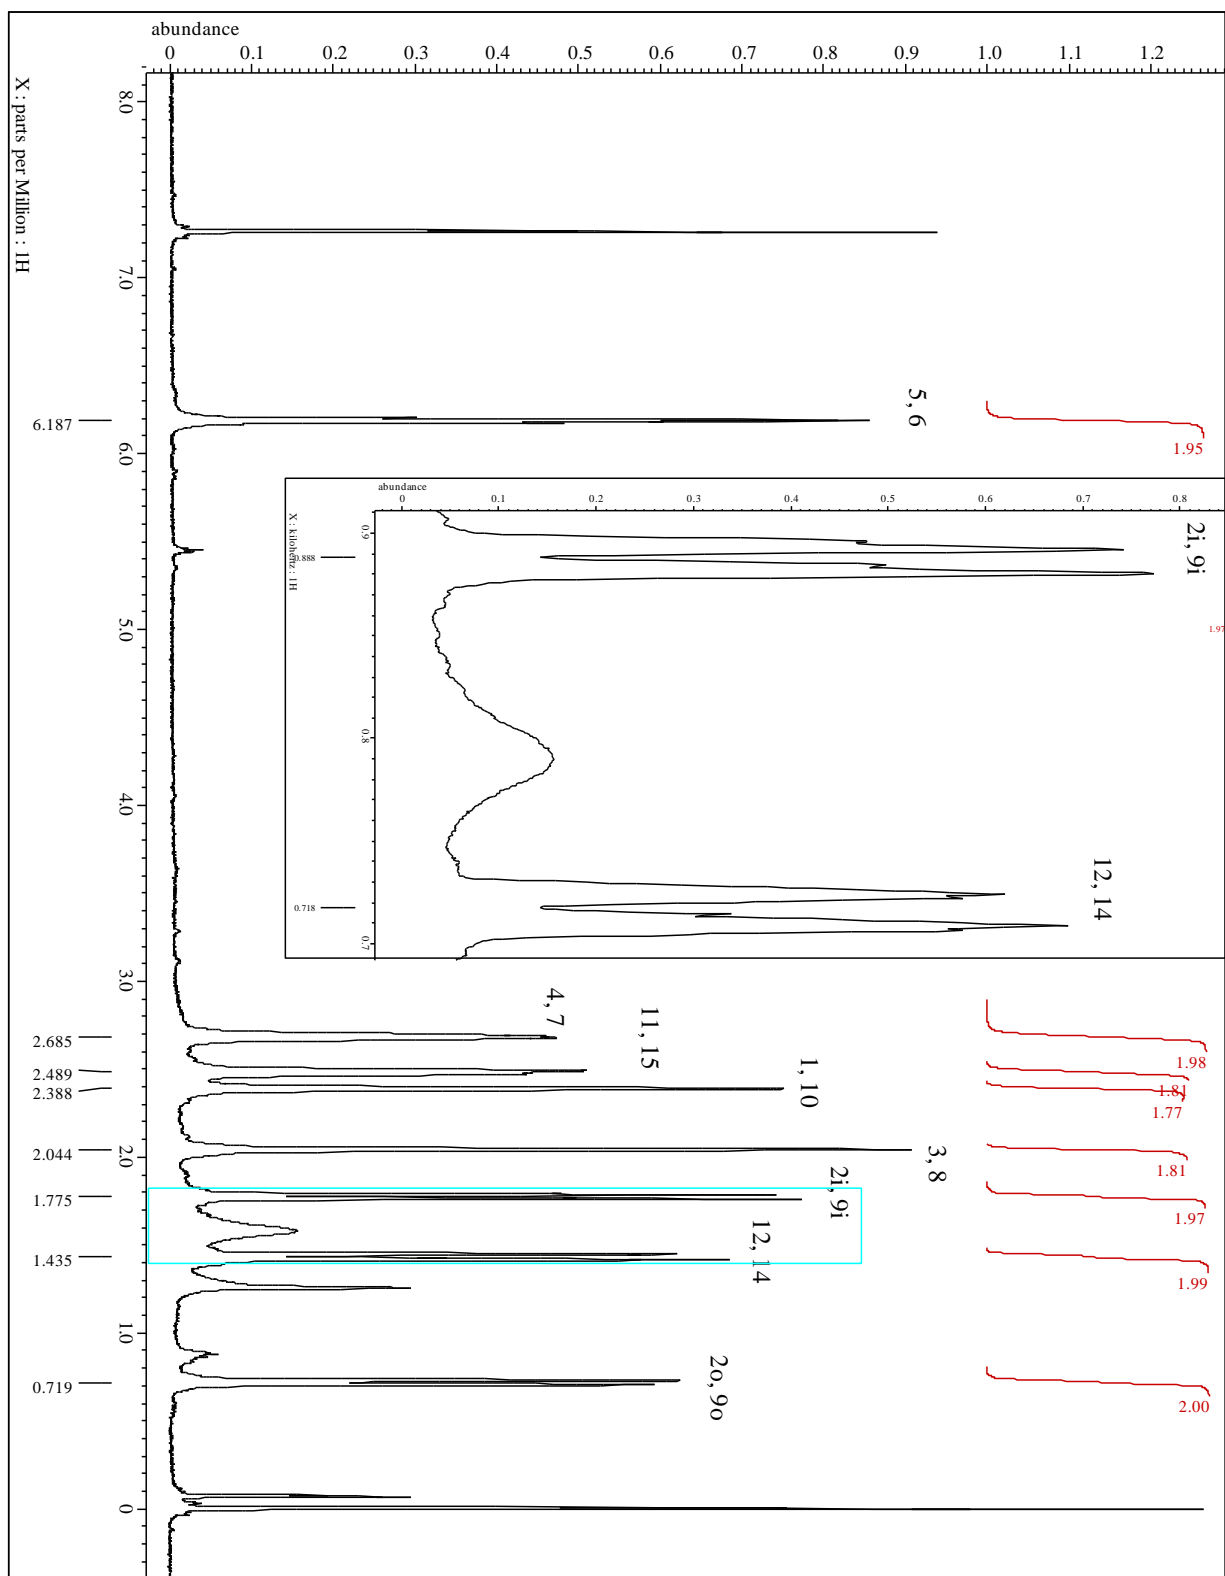 abundance
0 0.1 0.2 0.3 0.4 0.5 0.6 0.7 0.8 0.9 1.0 1.1 1.2
X : parts per Million : 1H
8.0 7.0 6.0 5.0 4.0 3.0 2.0 1.0 0
6.187
2.685
2.489
2.388
2.044
1.775
1.435
0.719
5, 6
4, 7
11, 15
1, 10
3, 8
2i, 9i
12, 14
2o, 9o
1.95
1.98
1.81
1.77
1.81
1.97
1.99
2.00
abundance
0 0.1 0.2 0.3 0.4 0.5 0.6 0.7 0.8
X : kilohertz : 1H
0.9 0.8 0.7
0.888
0.718
2i, 9i
12, 14
1.97